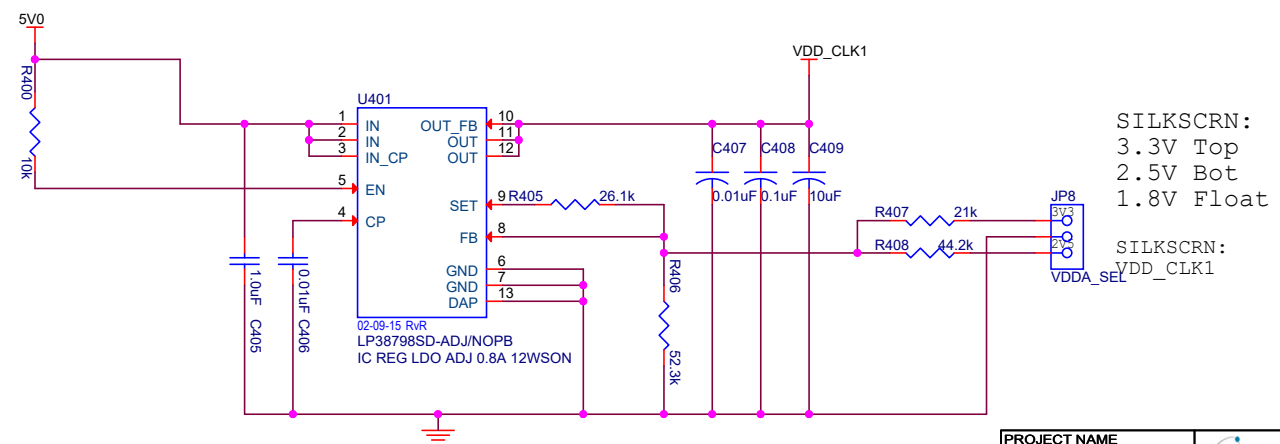 5V0
R400
10k
U401
1 IN
2 IN
3 IN_CP
5 EN
4 CP
10 OUT_FB
11 OUT
12 OUT
9 SET
8 FB
6 GND
7 GND
13 DAP
02-09-15 RvR
LP38798SD-ADJ/NOPB
IC REG LDO ADJ 0.8A 12WSON
1.0uF C405
0.01uF C406
R405 26.1k
R406
52.3k
VDD_CLK1
C407 C408 C409
0.01uF 0.1uF 10uF
R407 21k
R408 44.2k
JP8
3V3
2V5
VDDA_SEL
SILKSCRN:
3.3V Top
2.5V Bot
1.8V Float
SILKSCRN:
VDD_CLK1
PROJECT NAME